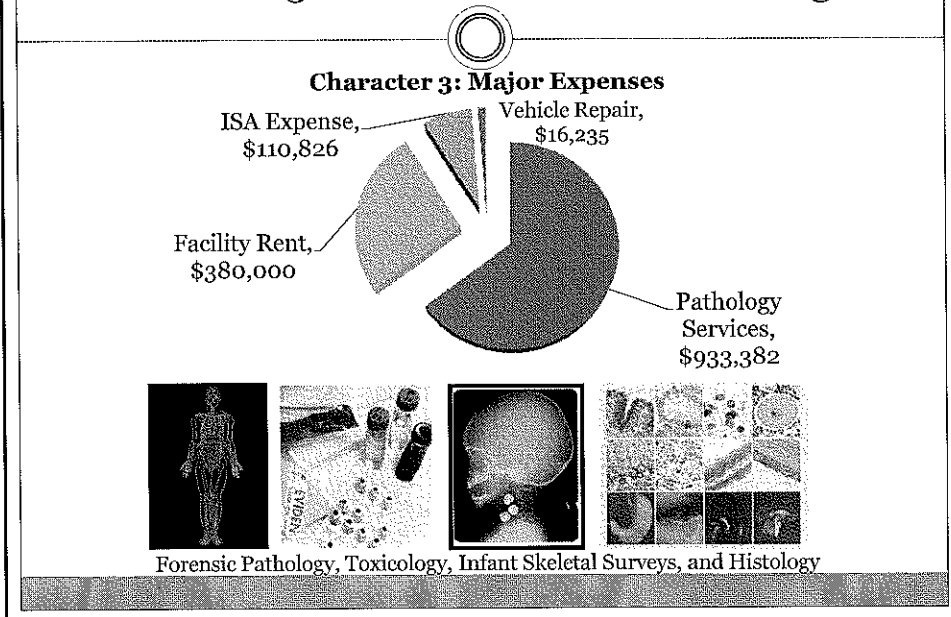 Character 3: Major Expenses
ISA Expense,
$110,826
Vehicle Repair,
$16,235
Facility Rent,
$380,000
Pathology
Services,
$933,382
Forensic Pathology, Toxicology, Infant Skeletal Surveys, and Histology